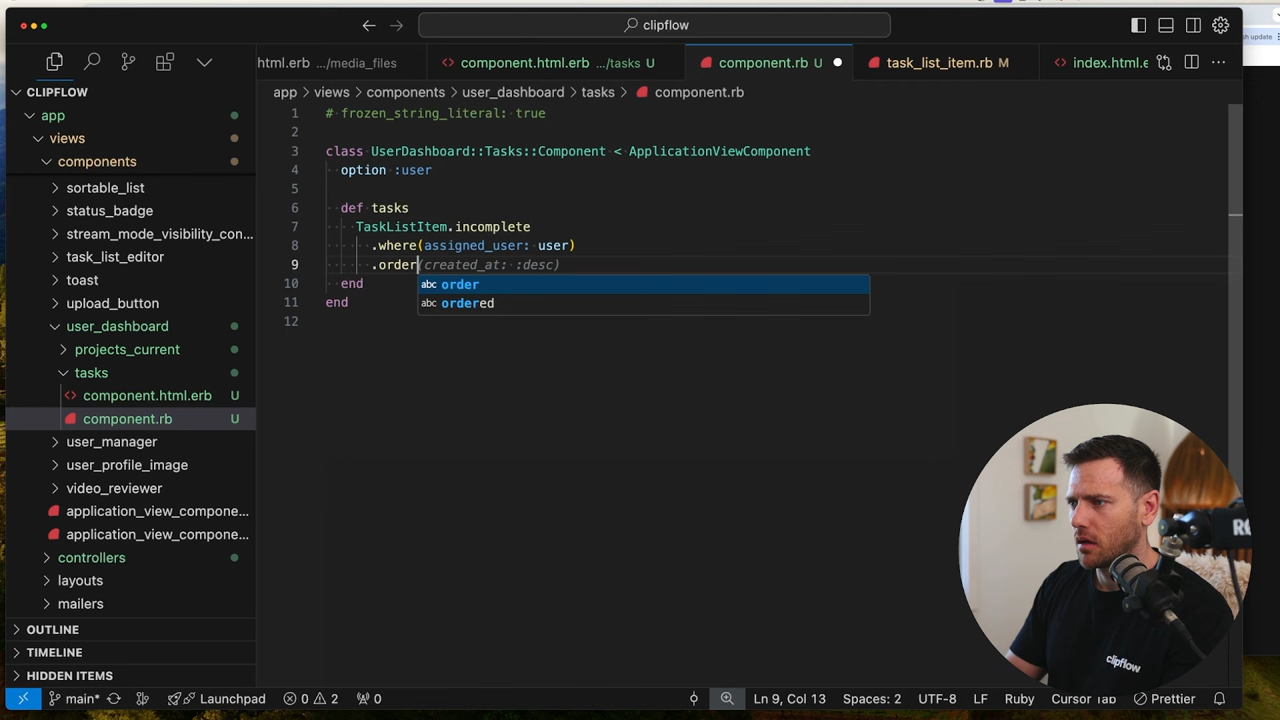 clipflow
html.erb .../media_files
component.html.erb .../tasks U
component.rb U
task_list_item.rb M
index.html.e
app > views > components > user_dashboard > tasks > component.rb
CLIPFLOW
app
views
components
sortable_list
status_badge
stream_mode_visibility_con...
task_list_editor
toast
upload_button
user_dashboard
projects_current
tasks
component.html.erb U
component.rb U
user_manager
user_profile_image
video_reviewer
application_view_compone...
application_view_compone...
controllers
layouts
mailers
OUTLINE
TIMELINE
HIDDEN ITEMS
1 # frozen_string_literal: true
2
3 class UserDashboard::Tasks::Component < ApplicationViewComponent
4 option :user
5
6 def tasks
7 TaskListItem.incomplete
8 .where(assigned_user: user)
9 .order(created_at: :desc)
10 end
11 end
12
abc order
abc ordered
clipflow
main* Launchpad 0 2 0 Ln 9, Col 13 Spaces: 2 UTF-8 LF Ruby Cursor Tab Prettier